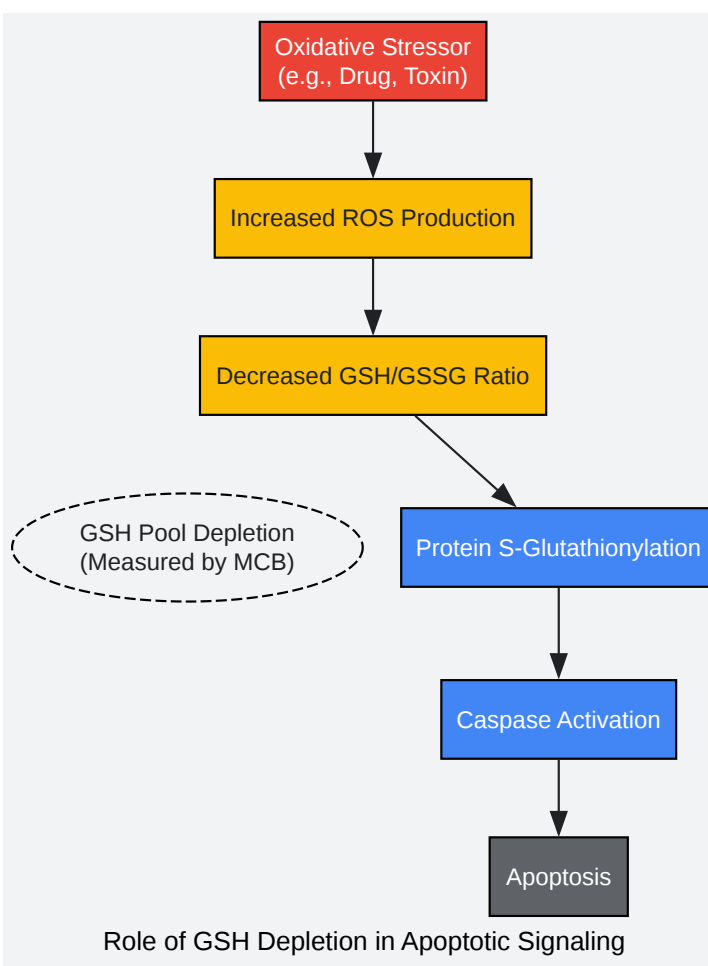 Oxidative Stressor
(e.g., Drug, Toxin)
Increased ROS Production
Decreased GSH/GSSG Ratio
GSH Pool Depletion
(Measured by MCB)
Protein S-Glutathionylation
Caspase Activation
Apoptosis
Role of GSH Depletion in Apoptotic Signaling